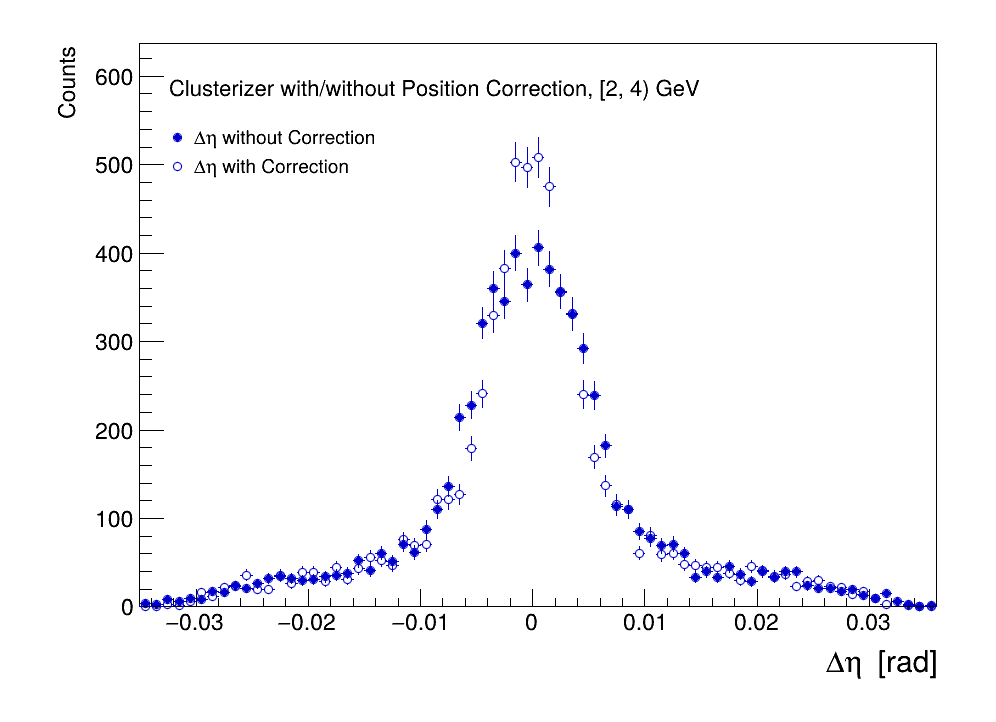 Counts
600
500
400
300
200
100
0
Clusterizer with/without Position Correction, [2, 4) GeV
Δη without Correction
Δη with Correction
−0.03 −0.02 −0.01 0 0.01 0.02 0.03
Δη [rad]